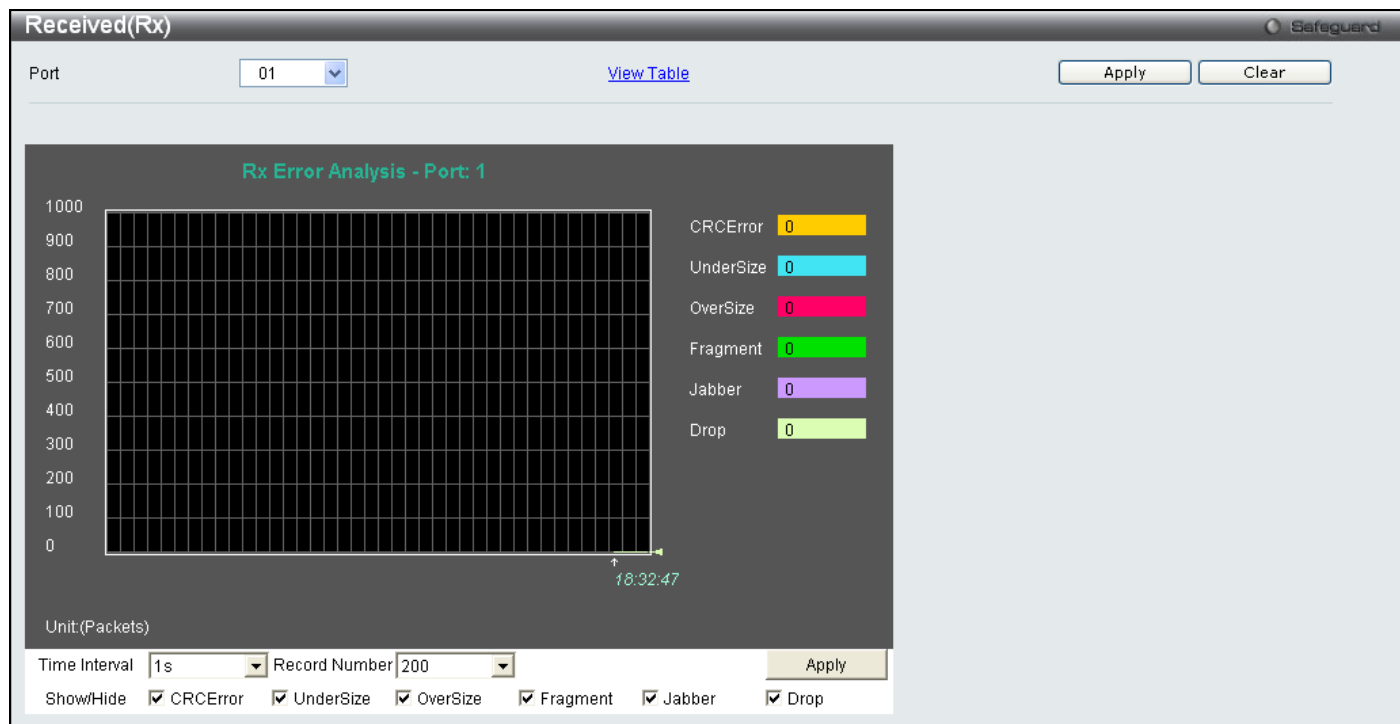 Received(Rx)
Safeguard
Port 01 View Table Apply Clear
Rx Error Analysis - Port: 1
1000
900
800
700
600
500
400
300
200
100
0
CRCError 0
UnderSize 0
OverSize 0
Fragment 0
Jabber 0
Drop 0
18:32:47
Unit:(Packets)
Time Interval 1s Record Number 200 Apply
Show/Hide CRCError UnderSize OverSize Fragment Jabber Drop